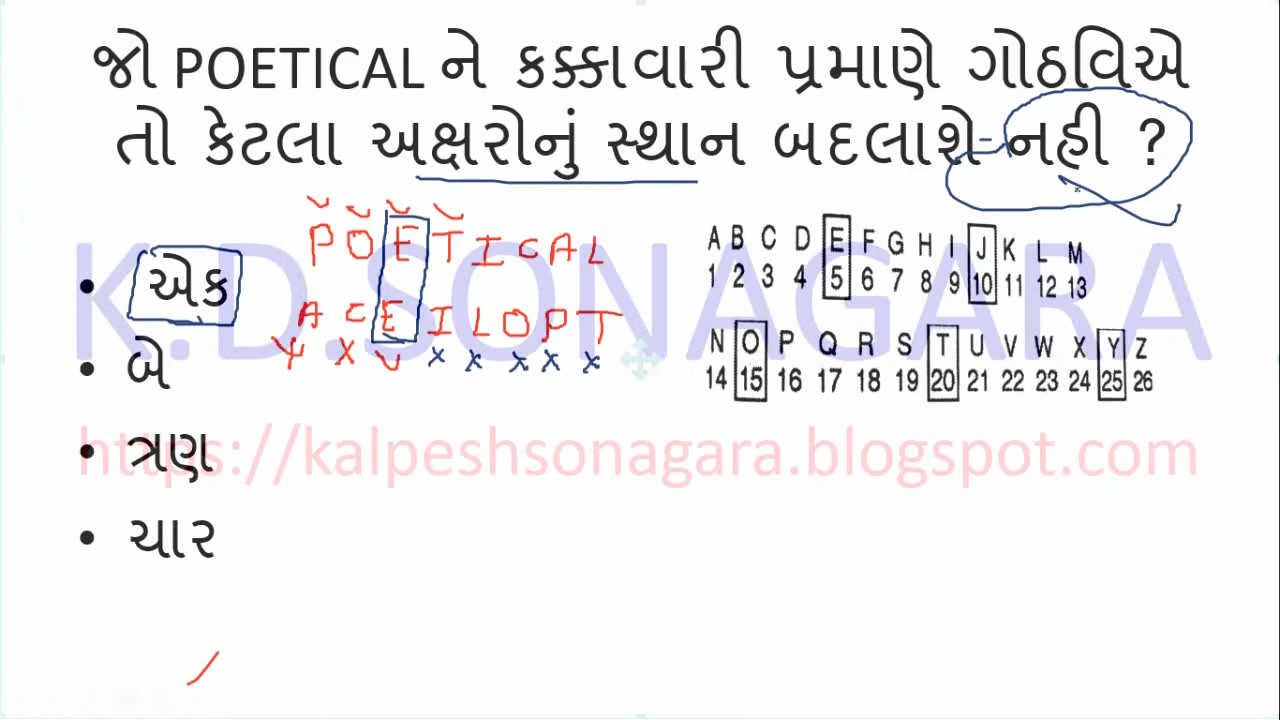 જો POETICAL ને કક્કાવારી પ્રમાણે ગોઠવિએ
તો કેટલા અક્ષરોનું સ્થાન બદલાશે નહી ?
P O E T I C A L
A C E I L O P T
• એક
• બે
• ત્રણ
• ચાર
A B C D E F G H I J K L M
1 2 3 4 5 6 7 8 9 10 11 12 13
N O P Q R S T U V W X Y Z
14 15 16 17 18 19 20 21 22 23 24 25 26
K.D.SONAGARA
https://kalpeshsonagara.blogspot.com